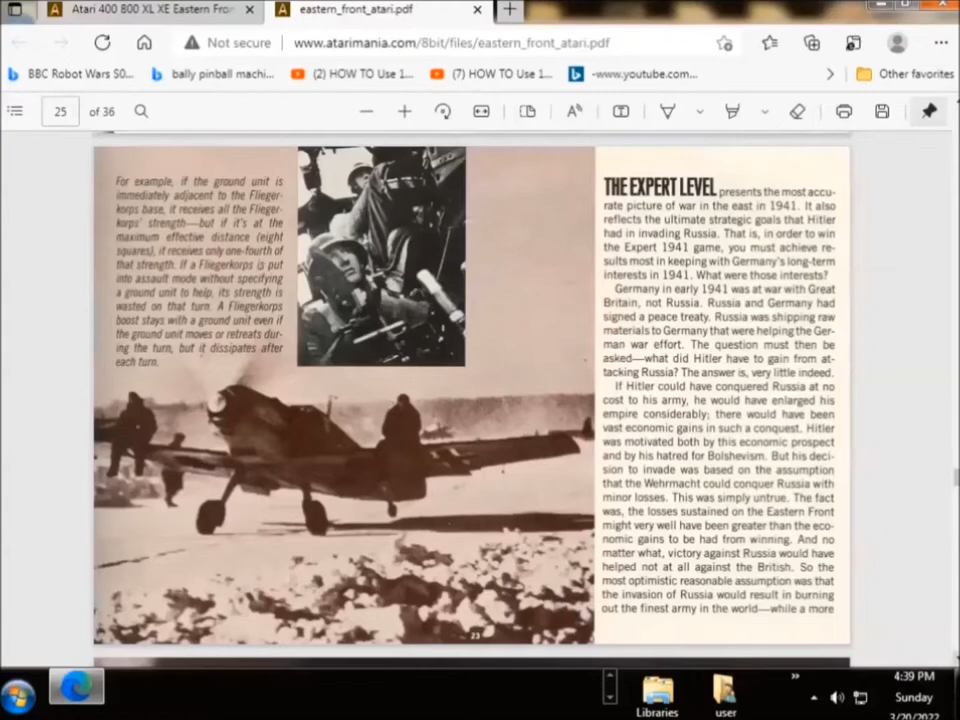 Atari 400 800 XL XE Eastern Fron
eastern_front_atari.pdf
Not secure
www.atarimania.com/8bit/files/eastern_front_atari.pdf
BBC Robot Wars S0...
bally pinball machi...
(2) HOW TO Use 1...
(7) HOW TO Use 1...
-www.youtube.com...
Other favorites
25 of 36
For example, if the ground unit is
immediately adjacent to the Flieger-
korps base, it receives all the Flieger-
korps' strength—but if it's at the
maximum effective distance (eight
squares), it receives only one-fourth of
that strength. If a Fliegerkorps is put
into assault mode without specifying
a ground unit to help, its strength is
wasted on that turn. A Fliegerkorps
boost stays with a ground unit even if
the ground unit moves or retreats dur-
ing the turn, but it dissipates after
each turn.
23
THE EXPERT LEVEL presents the most accu-
rate picture of war in the east in 1941. It also
reflects the ultimate strategic goals that Hitler
had in invading Russia. That is, in order to win
the Expert 1941 game, you must achieve re-
sults most in keeping with Germany's long-term
interests in 1941. What were those interests?
Germany in early 1941 was at war with Great
Britain, not Russia. Russia and Germany had
signed a peace treaty. Russia was shipping raw
materials to Germany that were helping the Ger-
man war effort. The question must then be
asked—what did Hitler have to gain from at-
tacking Russia? The answer is, very little indeed.
If Hitler could have conquered Russia at no
cost to his army, he would have enlarged his
empire considerably; there would have been
vast economic gains in such a conquest. Hitler
was motivated both by this economic prospect
and by his hatred for Bolshevism. But his deci-
sion to invade was based on the assumption
that the Wehrmacht could conquer Russia with
minor losses. This was simply untrue. The fact
was, the losses sustained on the Eastern Front
might very well have been greater than the eco-
nomic gains to be had from winning. And no
matter what, victory against Russia would have
helped not at all against the British. So the
most optimistic reasonable assumption was that
the invasion of Russia would result in burning
out the finest army in the world—while a more
Libraries
user
4:39 PM
Sunday
3/20/2022